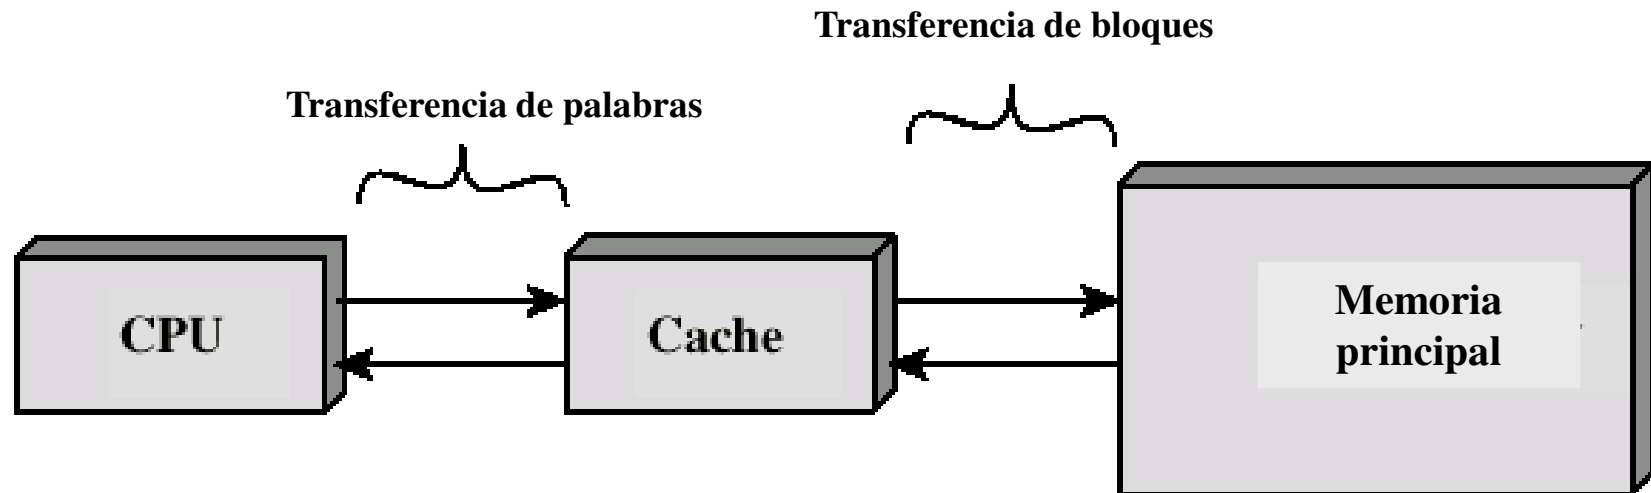 Transferencia de bloques
Transferencia de palabras
CPU
Cache
Memoria
principal